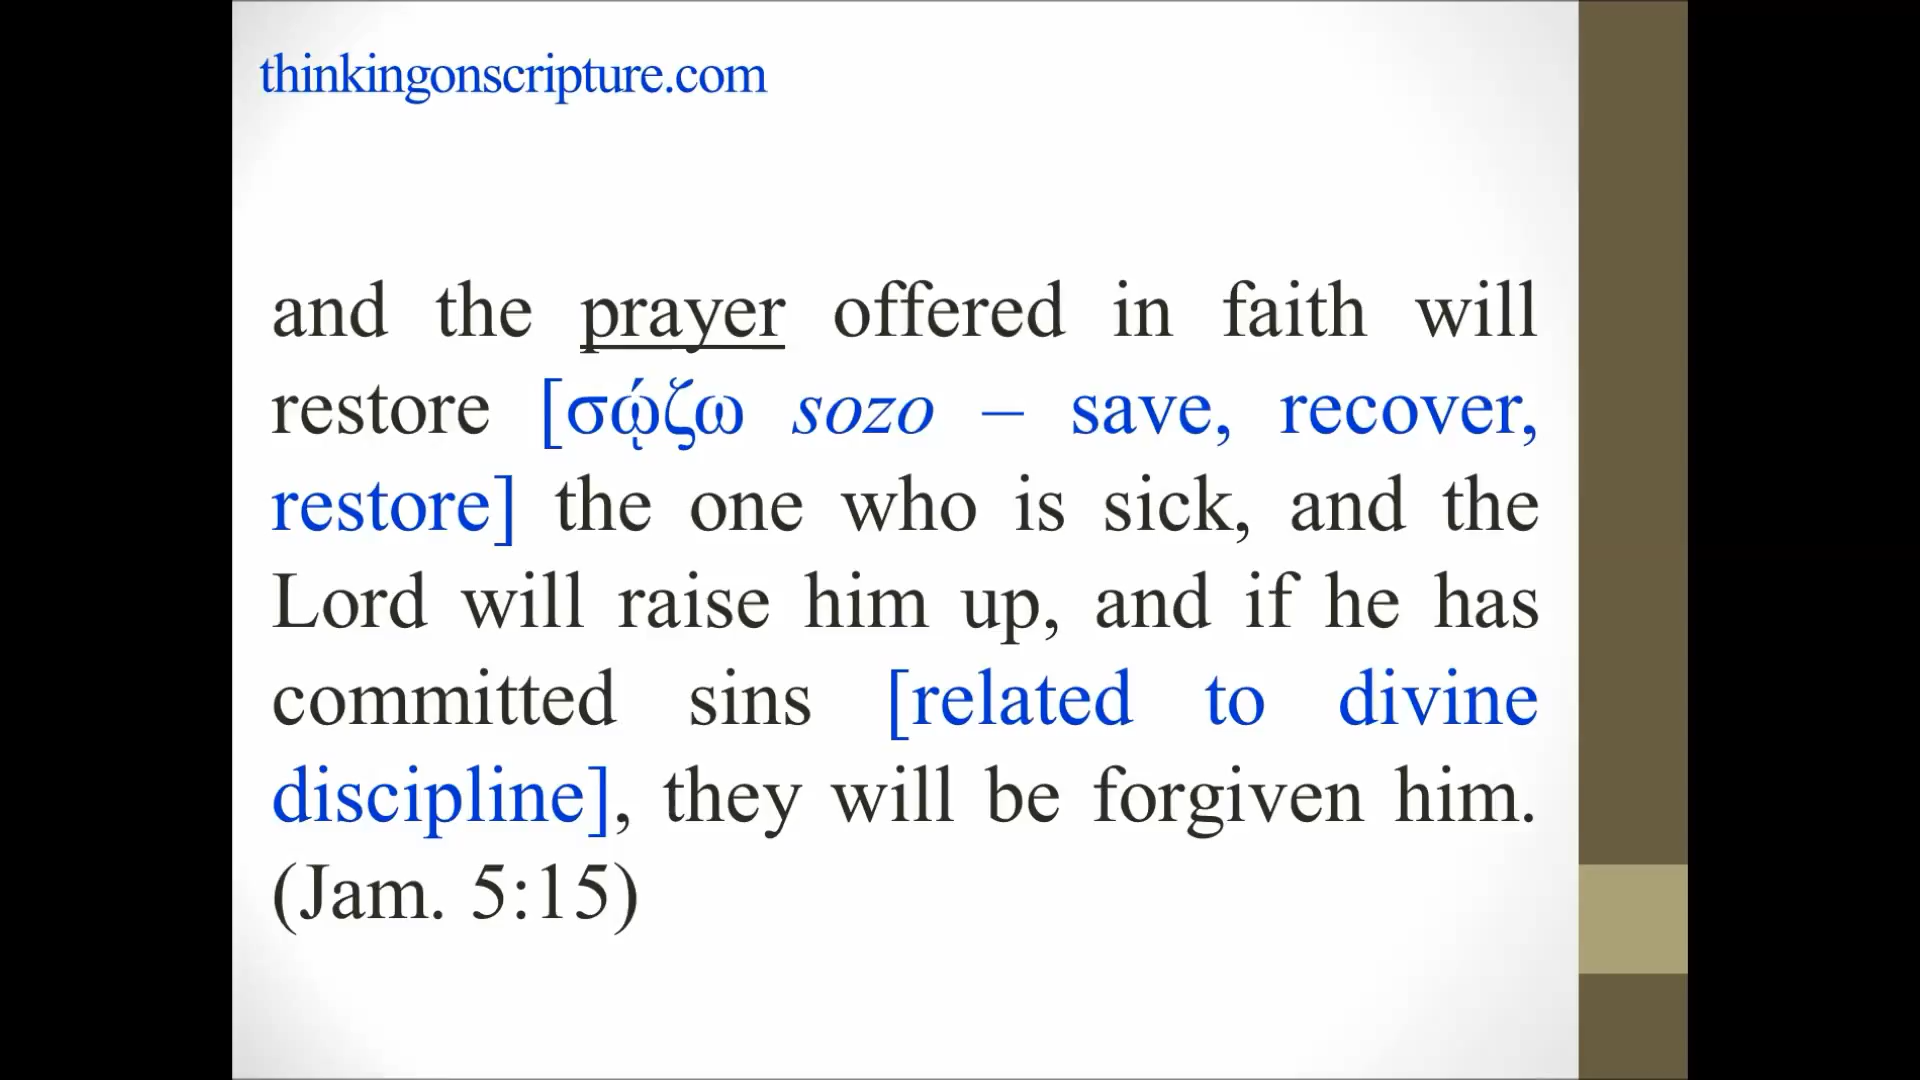 thinkingonscripture.com
and the prayer offered in faith will
restore [σῴζω sozo – save, recover,
restore] the one who is sick, and the
Lord will raise him up, and if he has
committed sins [related to divine
discipline], they will be forgiven him.
(Jam. 5:15)